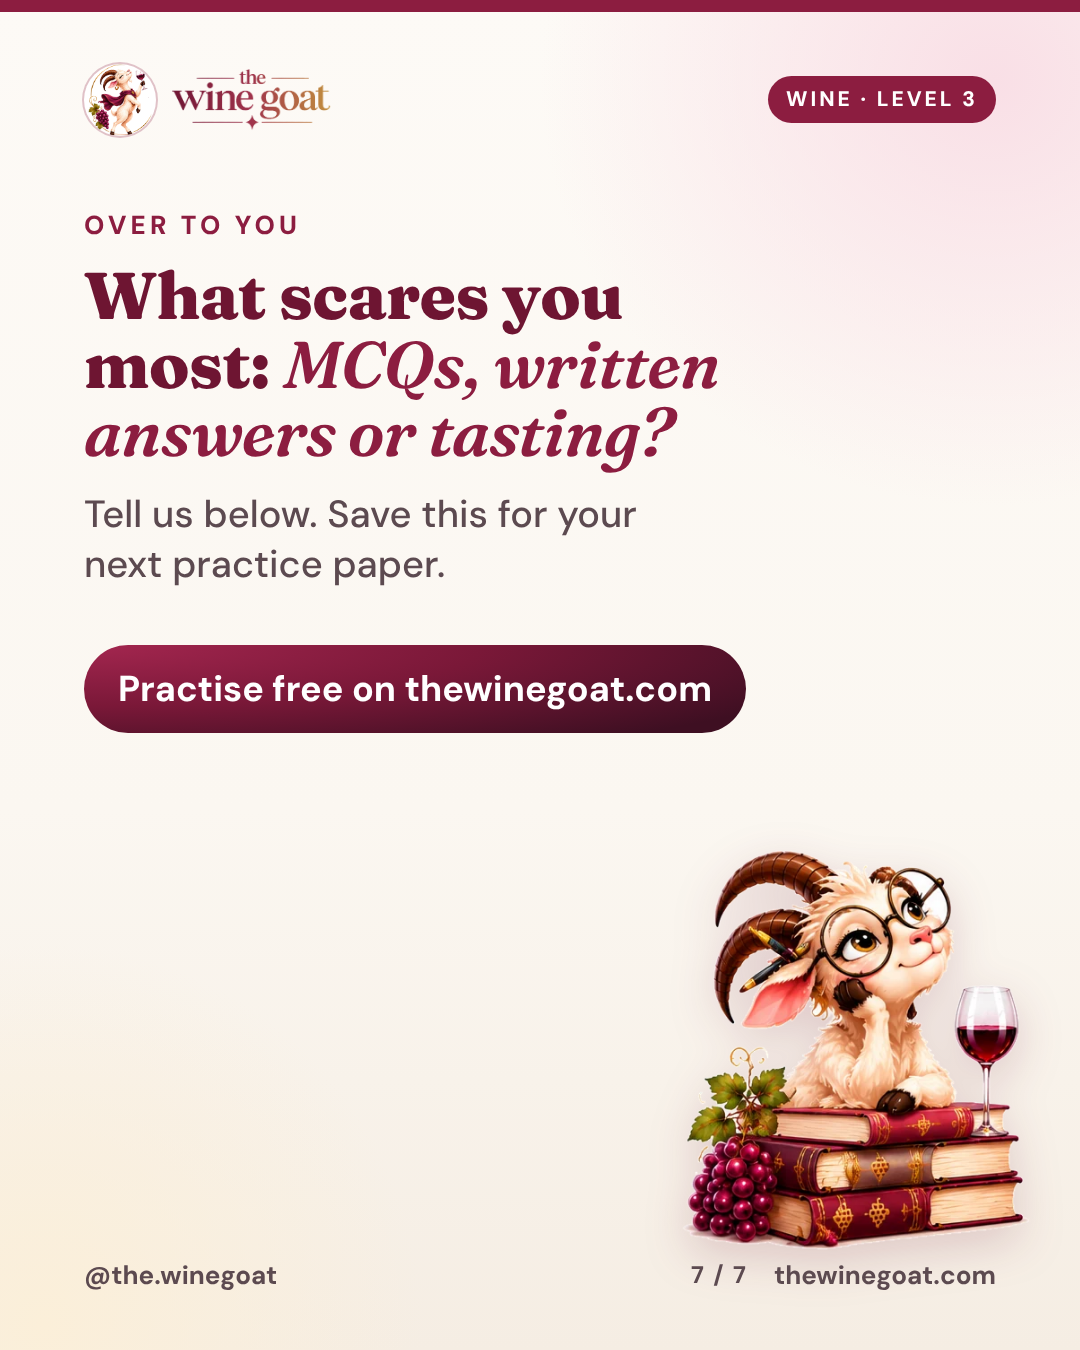 the
wine goat
WINE · LEVEL 3
OVER TO YOU
What scares you
most: MCQs, written
answers or tasting?
Tell us below. Save this for your
next practice paper.
Practise free on thewinegoat.com
@the.winegoat
7 / 7
thewinegoat.com